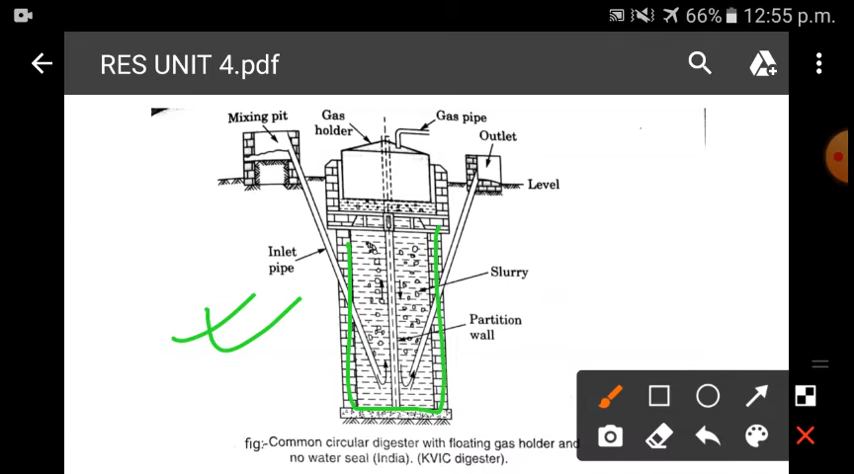 66% 12:55 p.m.
RES UNIT 4.pdf
Mixing pit
Gas
holder
Gas pipe
Outlet
Level
Inlet
pipe
Slurry
Partition
wall
fig:-Common circular digester with floating gas holder and
no water seal (India). (KVIC digester).